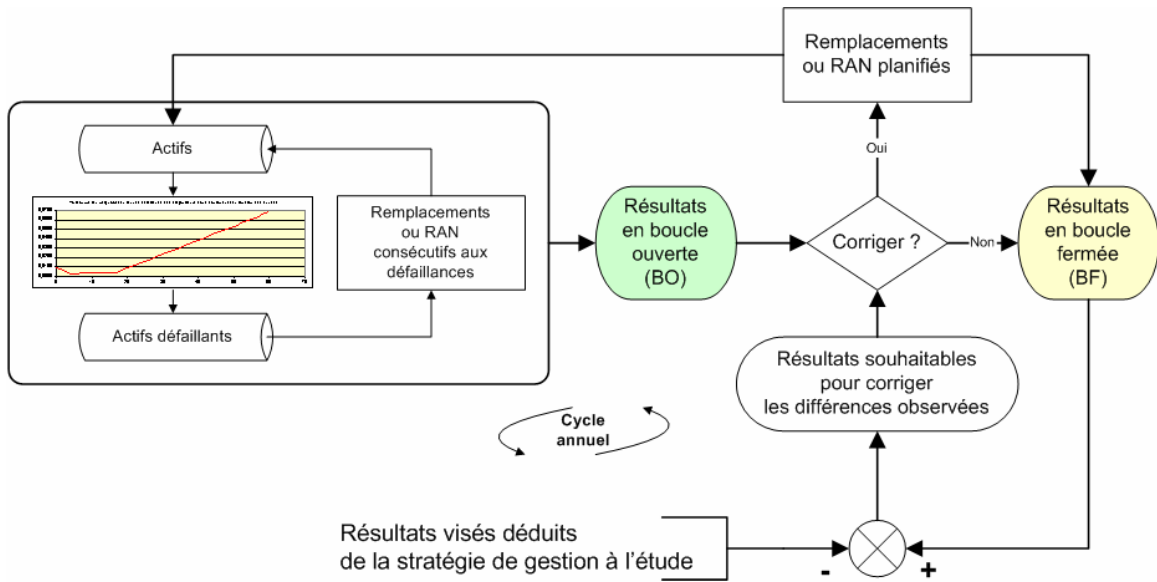 Remplacements
ou RAN planifiés
Actifs
Oui
Remplacements
ou RAN
consécutifs aux
défaillances
Résultats
en boucle
ouverte
(BO)
Corriger ?
Non
Résultats
en boucle
fermée
(BF)
Actifs défaillants
Résultats souhaitables
pour corriger
les différences observées
Cycle
annuel
Résultats visés déduits
de la stratégie de gestion à l'étude
-
+